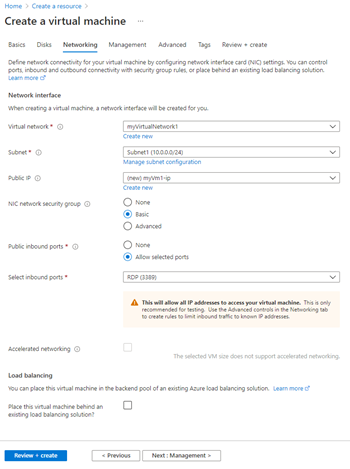 Home > Create a resource >
Create a virtual machine ...
Basics Disks Networking Management Advanced Tags Review + create
Define network connectivity for your virtual machine by configuring network interface card (NIC) settings. You can control
ports, inbound and outbound connectivity with security group rules, or place behind an existing load balancing solution.
Learn more
Network interface
When creating a virtual machine, a network interface will be created for you.
Virtual network * myVirtualNetwork1
Create new
Subnet * Subnet1 (10.0.0.0/24)
Manage subnet configuration
Public IP (new) myVm1-ip
Create new
NIC network security group None
Basic
Advanced
Public inbound ports * None
Allow selected ports
Select inbound ports * RDP (3389)
This will allow all IP addresses to access your virtual machine. This is only
recommended for testing. Use the Advanced controls in the Networking tab
to create rules to limit inbound traffic to known IP addresses.
Accelerated networking
The selected VM size does not support accelerated networking.
Load balancing
You can place this virtual machine in the backend pool of an existing Azure load balancing solution. Learn more
Place this virtual machine behind an
existing load balancing solution?
Review + create < Previous Next : Management >